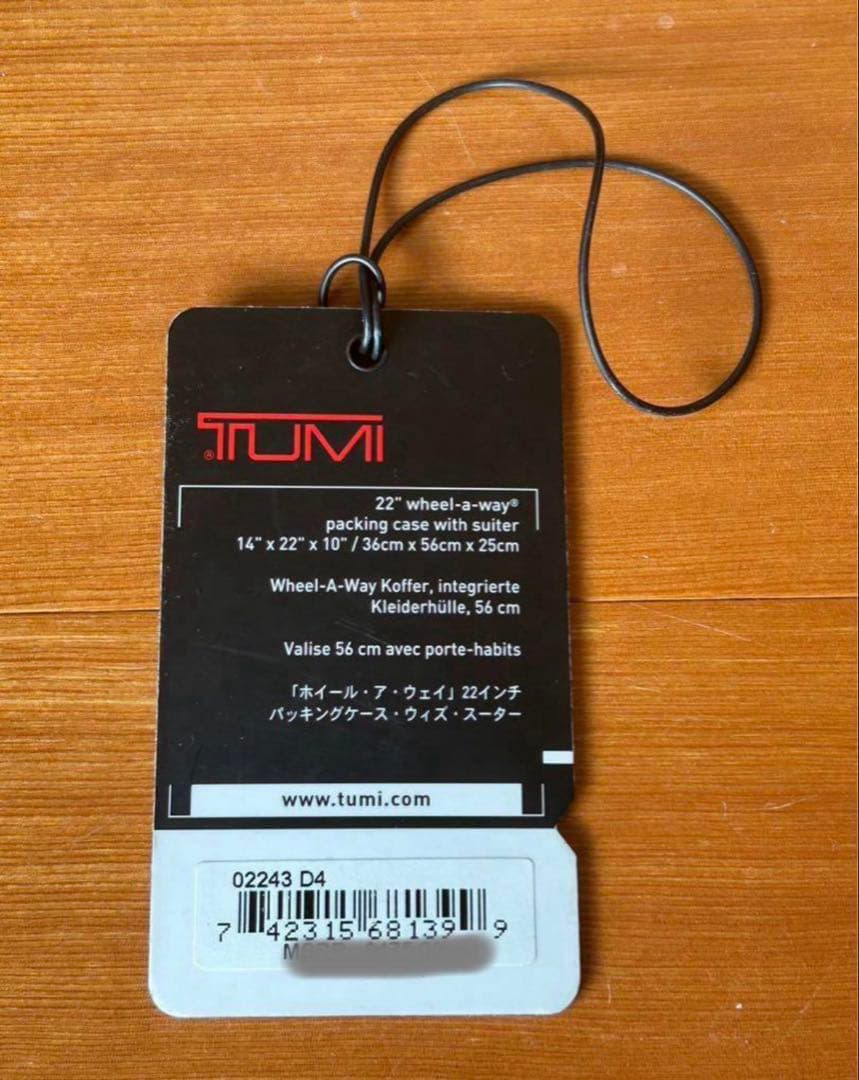 TUMI®
22" wheel-a-way®
packing case with suiter
14" x 22" x 10" / 36cm x 56cm x 25cm
Wheel-A-Way Koffer, integrierte
Kleiderhülle, 56 cm
Valise 56 cm avec porte-habits
「ホイール・ア・ウェイ」22インチ
パッキングケース・ウィズ・スーター
www.tumi.com
02243 D4
7 42315 68139 9